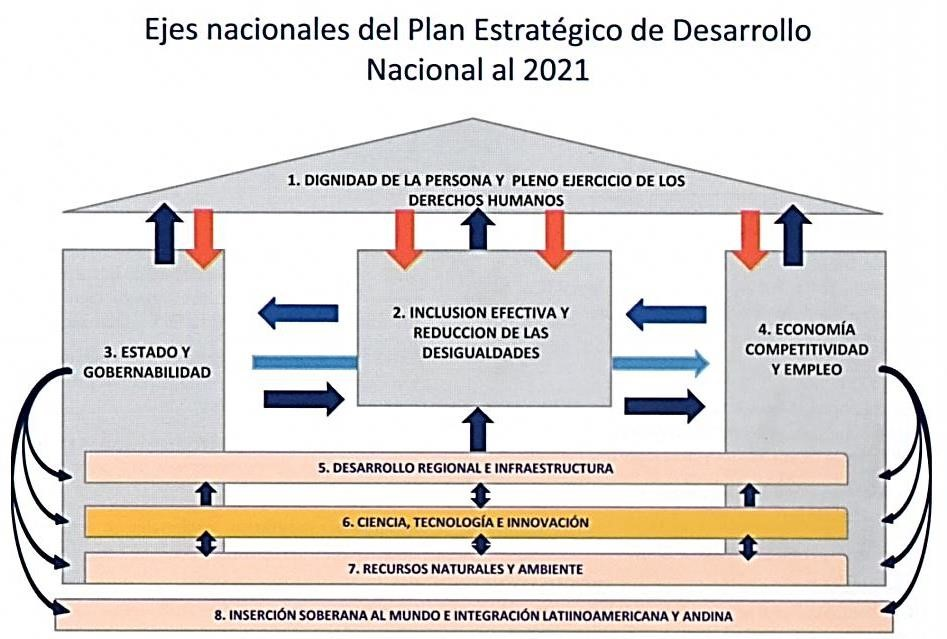 Ejes nacionales del Plan Estratégico de Desarrollo
Nacional al 2021
1. DIGNIDAD DE LA PERSONA Y PLENO EJERCICIO DE LOS
DERECHOS HUMANOS
2. INCLUSION EFECTIVA Y
REDUCCION DE LAS
DESIGUALDADES
3. ESTADO Y
GOBERNABILIDAD
4. ECONOMÍA
COMPETITIVIDAD
Y EMPLEO
5. DESARROLLO REGIONAL E INFRAESTRUCTURA
6. CIENCIA, TECNOLOGÍA E INNOVACIÓN
7. RECURSOS NATURALES Y AMBIENTE
8. INSERCIÓN SOBERANA AL MUNDO E INTEGRACIÓN LATIINOAMERICANA Y ANDINA